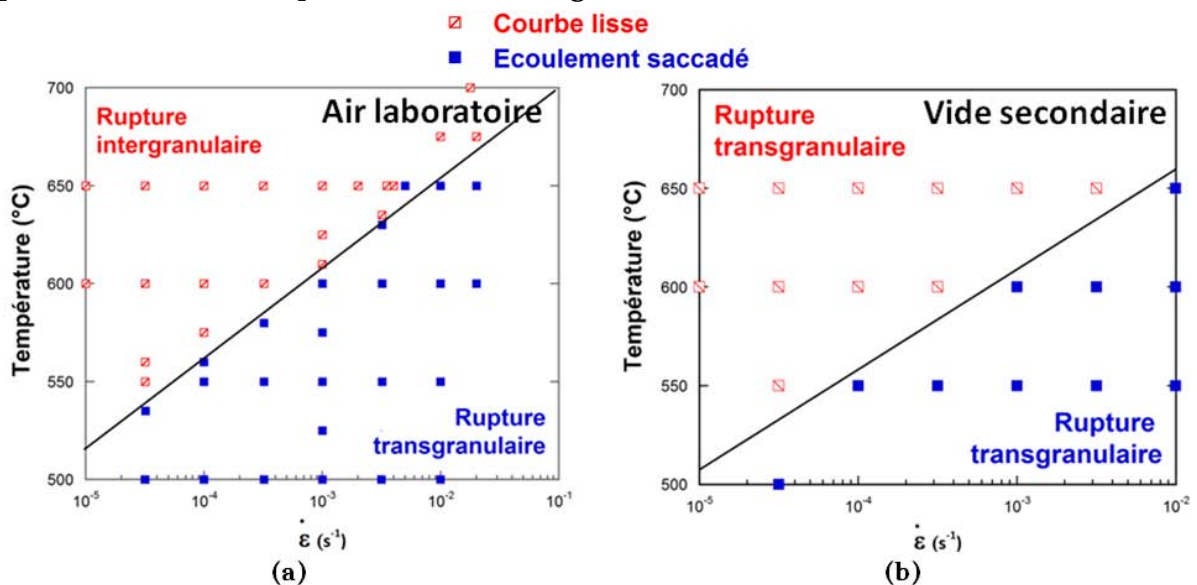 Courbe lisse
Ecoulement saccadé
700
650
600
550
500
Température (°C)
Rupture
intergranulaire
Air laboratoire
Rupture
transgranulaire
10⁻⁵
10⁻⁴
10⁻³
10⁻²
10⁻¹
ε̇ (s⁻¹)
(a)
700
650
600
550
500
Température (°C)
Rupture
transgranulaire
Vide secondaire
Rupture
transgranulaire
10⁻⁵
10⁻⁴
10⁻³
10⁻²
ε̇ (s⁻¹)
(b)